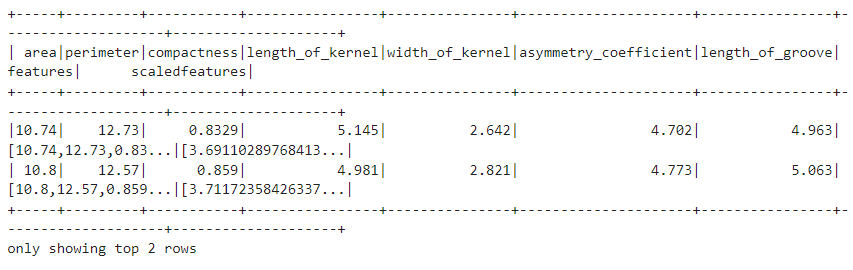 +-----+---------+-----------+----------------+---------------+---------------------+----------------+-
-------------------+--------------------+
| area|perimeter|compactness|length_of_kernel|width_of_kernel|asymmetry_coefficient|length_of_groove|
features|      scaledfeatures|
+-----+---------+-----------+----------------+---------------+---------------------+----------------+-
-------------------+--------------------+
|10.74|    12.73|     0.8329|           5.145|          2.642|                4.702|           4.963|
[10.74,12.73,0.83...|[3.69110289768413...|
| 10.8|    12.57|      0.859|           4.981|          2.821|                4.773|           5.063|
[10.8,12.57,0.859...|[3.71172358426337...|
+-----+---------+-----------+----------------+---------------+---------------------+----------------+-
-------------------+--------------------+
only showing top 2 rows